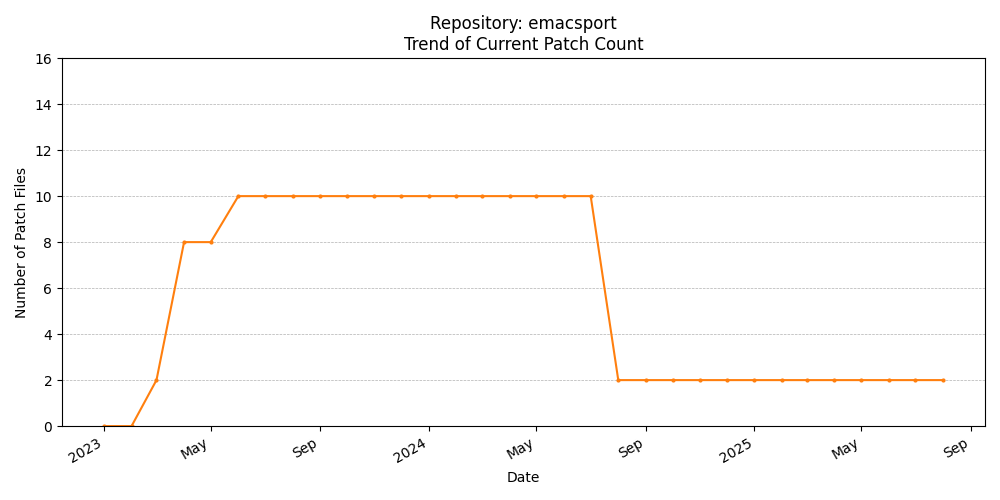 Repository: emacsport
Trend of Current Patch Count
16
14
12
10
8
6
4
2
0
Number of Patch Files
2023
May
Sep
2024
May
Sep
2025
May
Sep
Date